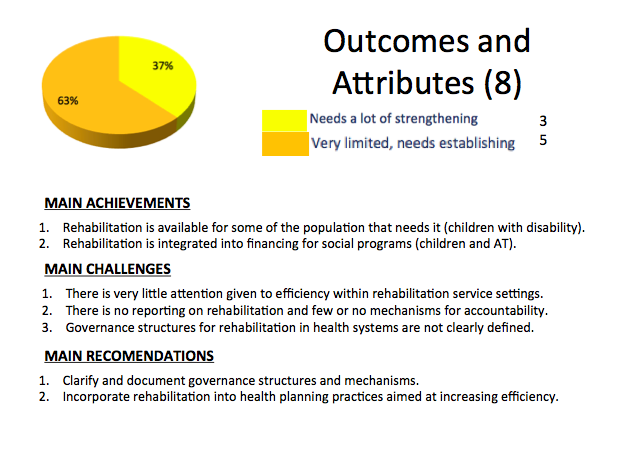 Outcomes and
Attributes (8)
37%
63%
Needs a lot of strengthening 3
Very limited, needs establishing 5
MAIN ACHIEVEMENTS
1. Rehabilitation is available for some of the population that needs it (children with disability).
2. Rehabilitation is integrated into financing for social programs (children and AT).
MAIN CHALLENGES
1. There is very little attention given to efficiency within rehabilitation service settings.
2. There is no reporting on rehabilitation and few or no mechanisms for accountability.
3. Governance structures for rehabilitation in health systems are not clearly defined.
MAIN RECOMENDATIONS
1. Clarify and document governance structures and mechanisms.
2. Incorporate rehabilitation into health planning practices aimed at increasing efficiency.